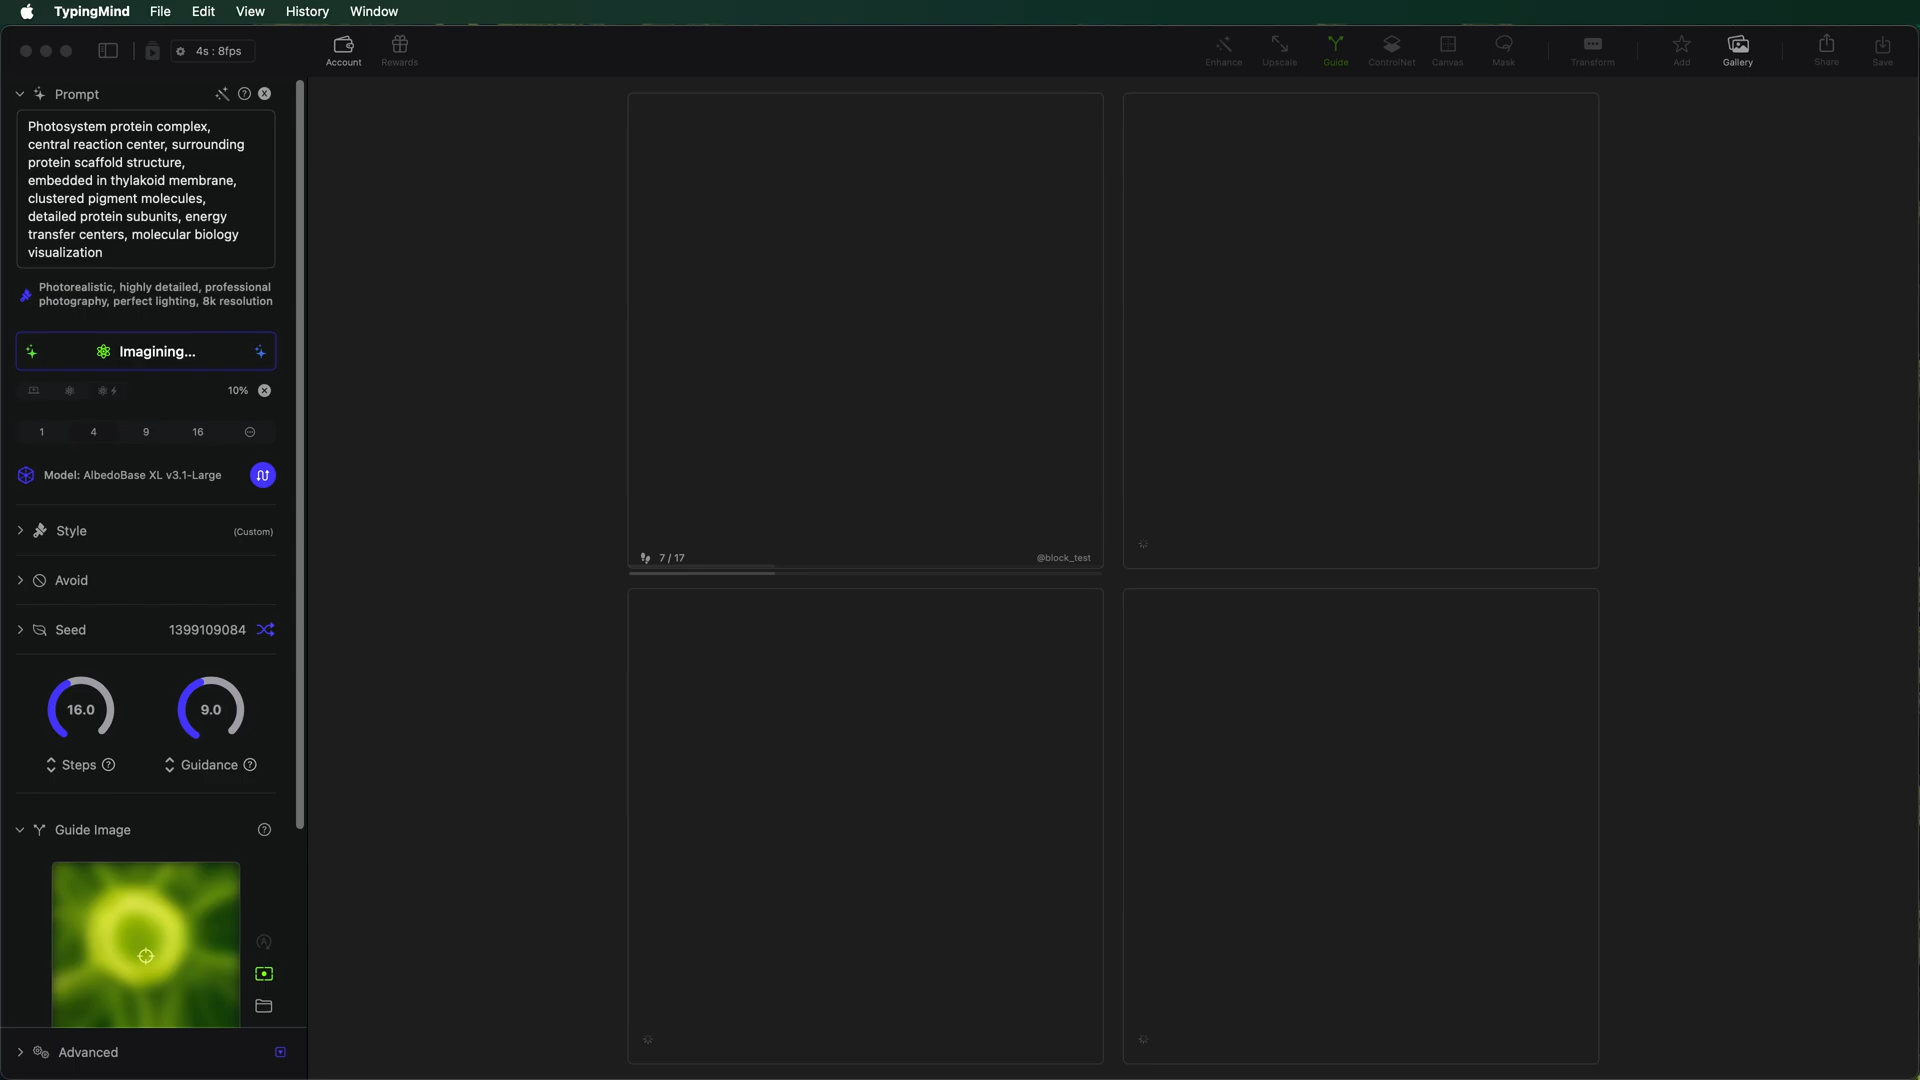 TypingMind File Edit View History Window
4s : 8fps
Account
Rewards
Enhance
Upscale
Guide
ControlNet
Canvas
Mask
Transform
Add
Gallery
Share
Save
Prompt
Photosystem protein complex,
central reaction center, surrounding
protein scaffold structure,
embedded in thylakoid membrane,
clustered pigment molecules,
detailed protein subunits, energy
transfer centers, molecular biology
visualization
Photorealistic, highly detailed, professional
photography, perfect lighting, 8k resolution
Imagining...
10%
1 4 9 16
Model: AlbedoBase XL v3.1-Large
Style (Custom)
Avoid
Seed 1399109084
16.0 9.0
Steps Guidance
Guide Image
Advanced
7 / 17
@block_test